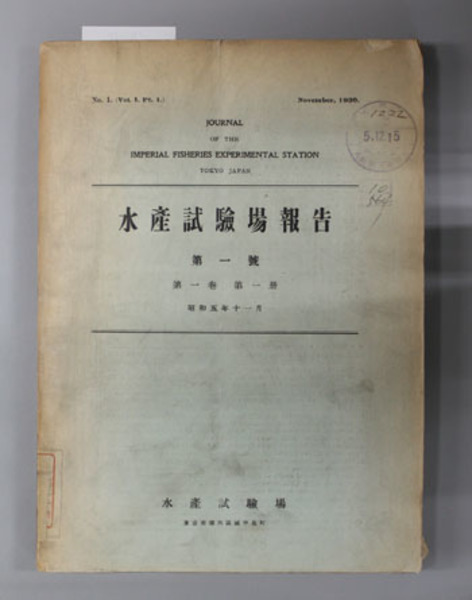 No. 1. (Vol. 1. Pt. 1.) November, 1930.
JOURNAL
OF THE
IMPERIAL FISHERIES EXPERIMENTAL STATION
TOKYO JAPAN
5.12.15
水產試驗場報告
第一號
第一卷 第一册
昭和五年十一月
水產試驗場